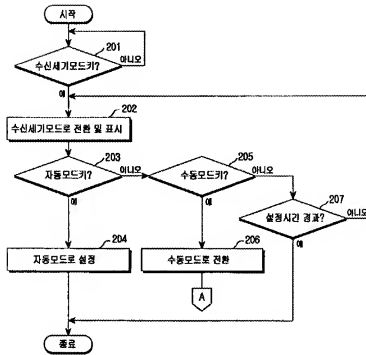 시작
201
수신세기모드키?
아니오
예
202
수신세기모드로 전환 및 표시
203
자동모드키?
아니오
예
205
수동모드키?
아니오
예
207
설정시간 경과?
아니오
예
204
자동모드로 설정
206
수동모드로 전환
A
종료